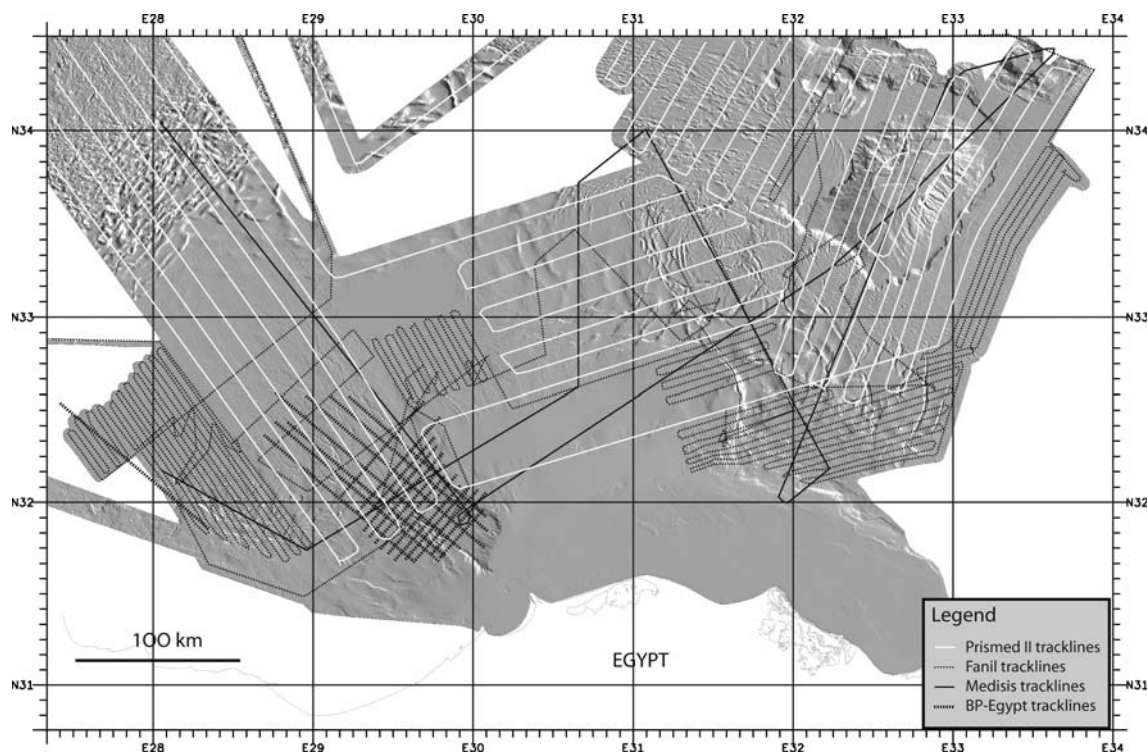 E28 E29 E30 E31 E32 E33 E34
N34 N34
N33 N33
N32 N32
N31 N31
100 km
EGYPT
Legend
Prismed II tracklines
Fanil tracklines
Medisis tracklines
BP-Egypt tracklines
E28 E29 E30 E31 E32 E33 E34